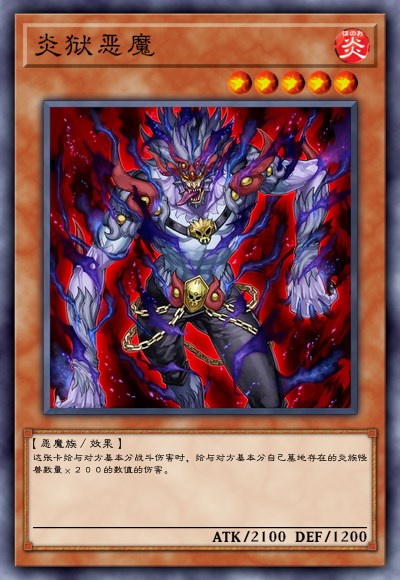 炎狱恶魔
ほのお
炎
【恶魔族／效果】
这张卡给与对方基本分战斗伤害时，给与对方基本分自己墓地存在的炎族怪
兽数量×２００的数值的伤害。
ATK/2100 DEF/1200